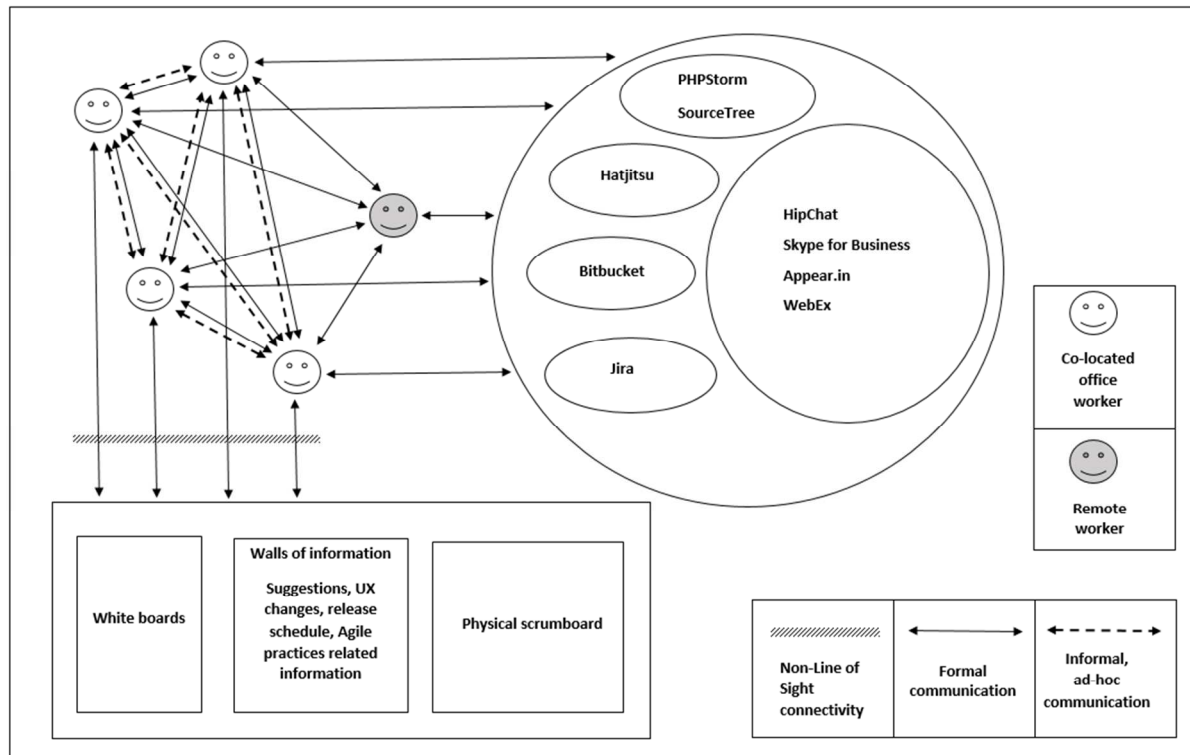 PHPStorm
SourceTree
Hatjitsu
Bitbucket
Jira
HipChat
Skype for Business
Appear.in
WebEx
Co-located
office
worker
Remote
worker
White boards
Walls of information
Suggestions, UX
changes, release
schedule, Agile
practices related
information
Physical scrumboard
Non-Line of
Sight
connectivity
Formal
communication
Informal,
ad-hoc
communication